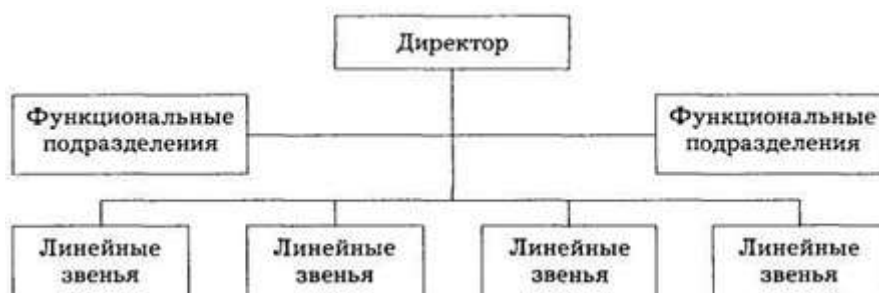 Директор
Функциональные
подразделения
Функциональные
подразделения
Линейные
звенья
Линейные
звенья
Линейные
звенья
Линейные
звенья